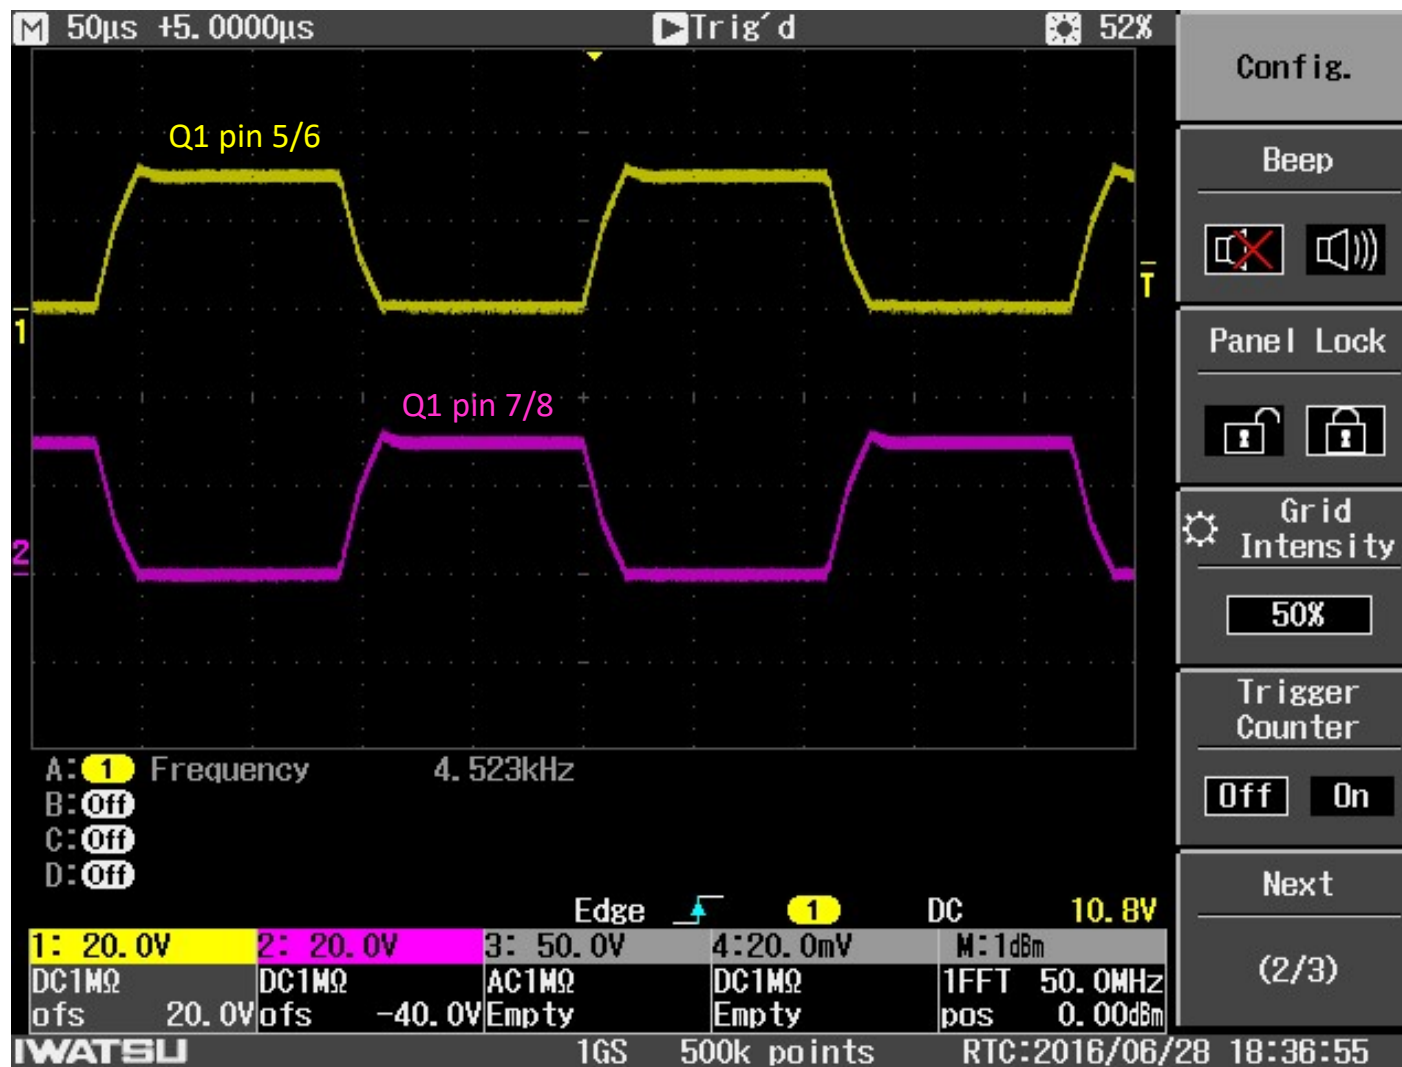 M 50µs +5.0000µs Trig´d 52%
Config.
Q1 pin 5/6
Beep
T
1
Panel Lock
Q1 pin 7/8
2
Grid
Intensity
50%
Trigger
Counter
Off On
A: 1 Frequency 4.523kHz
B: Off
C: Off
D: Off
Next
(2/3)
Edge 1 DC 10.8V
1: 20.0V 2: 20.0V 3: 50.0V 4:20.0mV M:1dBm
DC1MΩ DC1MΩ AC1MΩ DC1MΩ 1FFT 50.0MHz
ofs 20.0V ofs -40.0V Empty Empty pos 0.00dBm
IWATSU 1GS 500k points RTC:2016/06/28 18:36:55